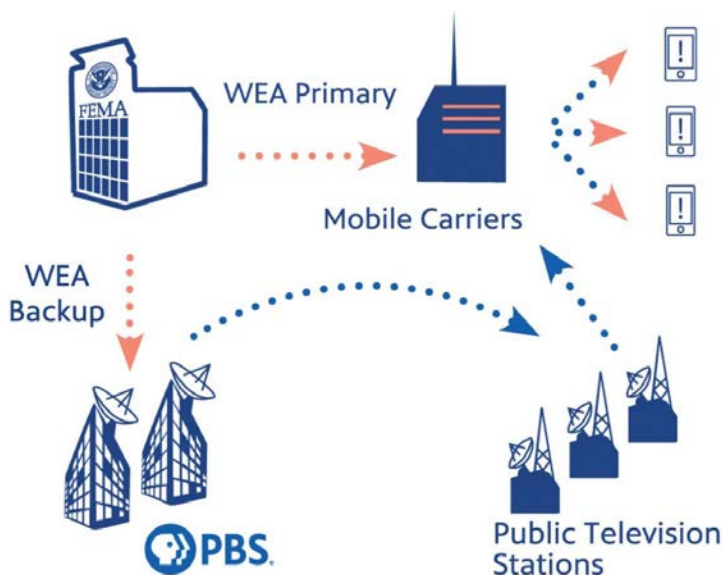 FEMA
WEA Primary
!
!
!
Mobile Carriers
WEA
Backup
PBS.
Public Television
Stations